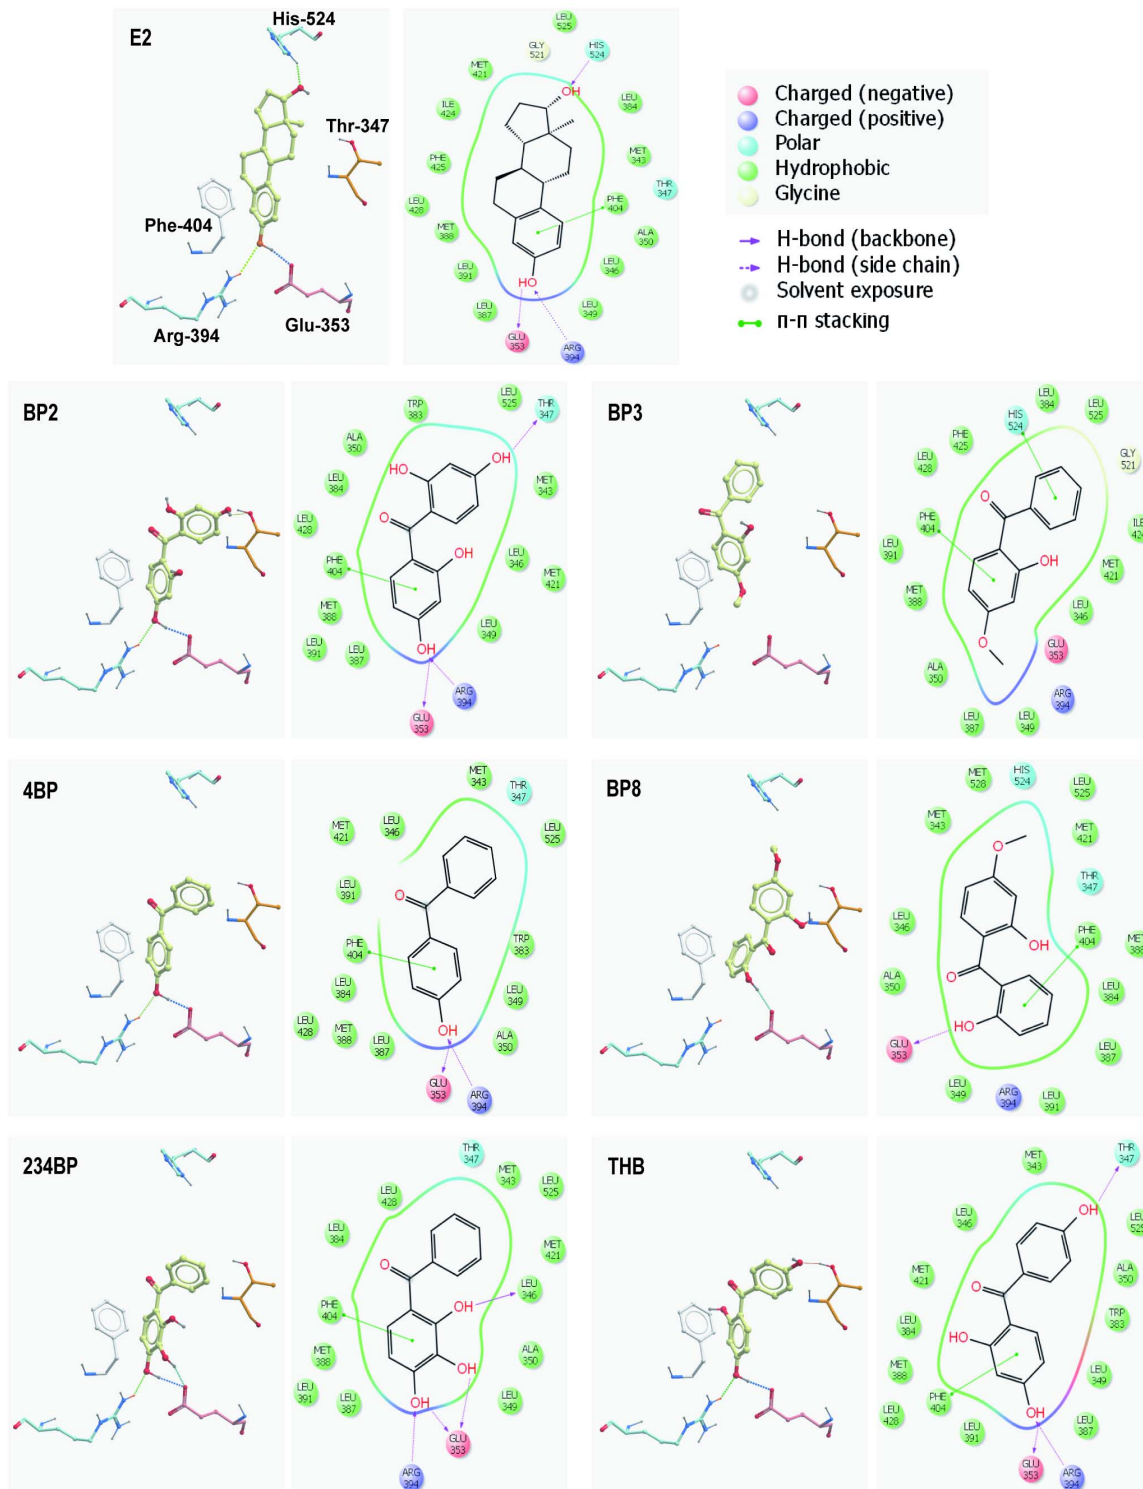 E2
His-524
Thr-347
Phe-404
Arg-394
Glu-353
LEU 525
GLY 521
HIS 524
MET 421
OH
ILE 424
LEU 384
PHE 425
MET 343
THR 347
LEU 428
PHE 404
MET 388
ALA 350
LEU 391
LEU 346
HO
LEU 387
LEU 349
GLU 353
ARG 394
Charged (negative)
Charged (positive)
Polar
Hydrophobic
Glycine
H-bond (backbone)
H-bond (side chain)
Solvent exposure
π-π stacking
BP2
TRP 383
LEU 525
THR 347
ALA 350
HO
OH
LEU 384
MET 343
LEU 428
O
PHE 404
OH
LEU 346
MET 421
MET 388
LEU 391
LEU 387
OH
LEU 349
ARG 394
GLU 353
BP3
LEU 384
HIS 524
LEU 525
PHE 425
GLY 521
LEU 428
O
PHE 404
ILE 424
LEU 391
OH
MET 421
MET 388
LEU 346
O
GLU 353
ALA 350
ARG 394
LEU 387
LEU 349
4BP
MET 343
THR 347
MET 421
LEU 346
LEU 525
LEU 391
O
PHE 404
TRP 383
LEU 384
LEU 349
LEU 428
MET 388
LEU 387
OH
ALA 350
GLU 353
ARG 394
BP8
MET 528
HIS 524
LEU 525
MET 343
O
MET 421
THR 347
LEU 346
OH
PHE 404
MET 388
ALA 350
O
LEU 384
HO
GLU 353
LEU 387
LEU 349
ARG 394
LEU 391
234BP
THR 347
MET 343
LEU 525
LEU 428
LEU 384
MET 421
O
LEU 346
PHE 404
OH
MET 388
ALA 350
OH
LEU 391
LEU 387
OH
LEU 349
GLU 353
ARG 394
THB
MET 343
THR 347
LEU 346
OH
LEU 525
MET 421
ALA 350
O
LEU 384
TRP 383
HO
MET 388
LEU 349
PHE 404
LEU 428
LEU 391
OH
LEU 387
GLU 353
ARG 394